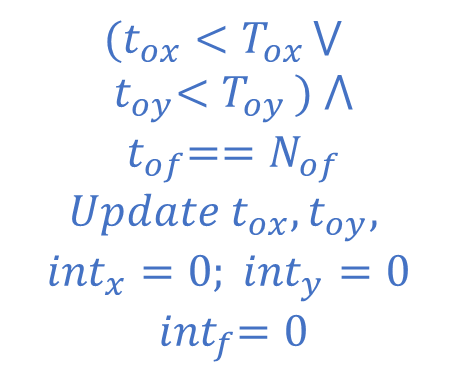 (t_ox < T_ox ∨
t_oy < T_oy ) ∧
t_of == N_of
Update t_ox, t_oy,
int_x = 0; int_y = 0
int_f = 0